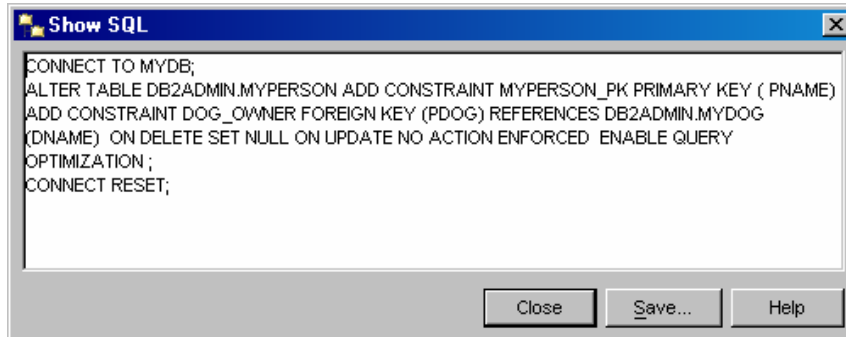 Show SQL
CONNECT TO MYDB;
ALTER TABLE DB2ADMIN.MYPERSON ADD CONSTRAINT MYPERSON_PK PRIMARY KEY ( PNAME)
ADD CONSTRAINT DOG_OWNER FOREIGN KEY (PDOG) REFERENCES DB2ADMIN.MYDOG
(DNAME)  ON DELETE SET NULL ON UPDATE NO ACTION ENFORCED  ENABLE QUERY
OPTIMIZATION ;
CONNECT RESET;
Close Save... Help